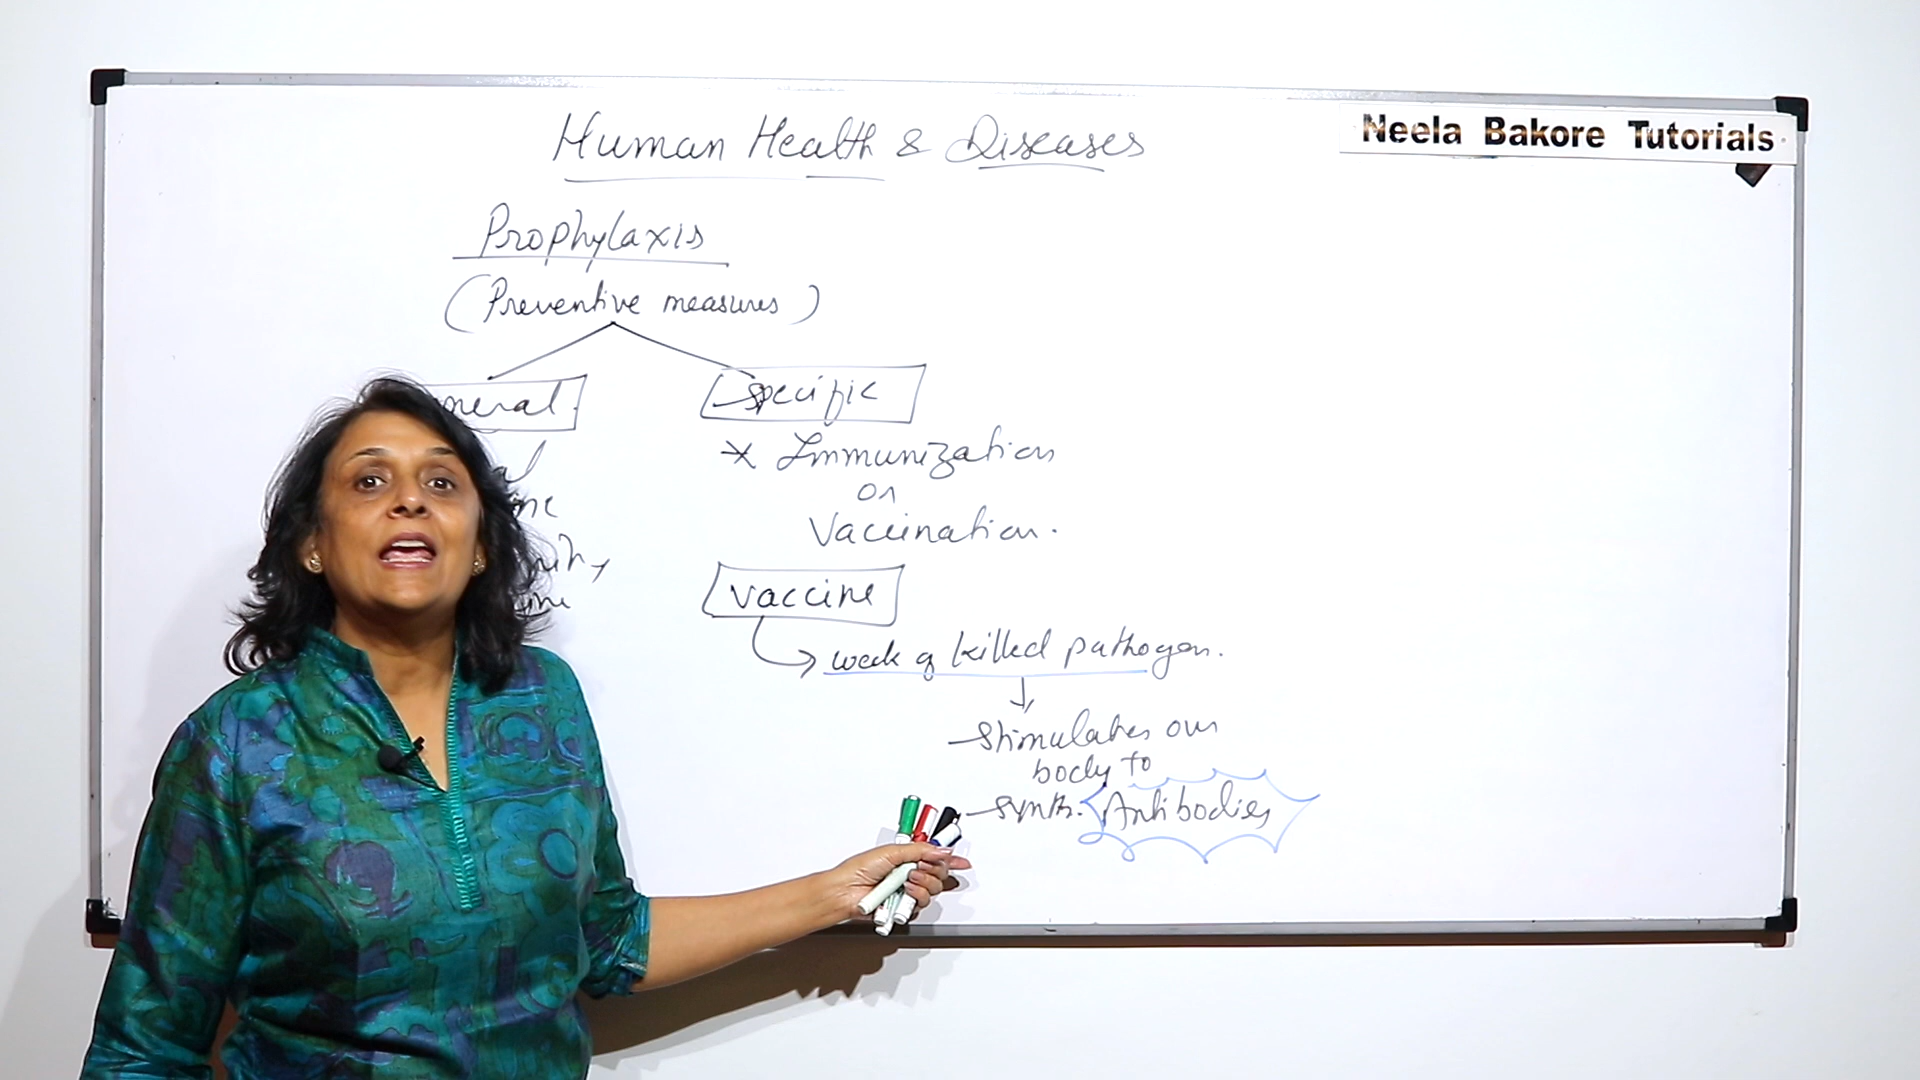 Human Health & Diseases
Neela Bakore Tutorials
Prophylaxis
(Preventive measures)
neral.
specific
* Immunization
or
Vaccination.
vaccine
weak or killed pathogen.
stimulates our
body to
synth. Antibodies